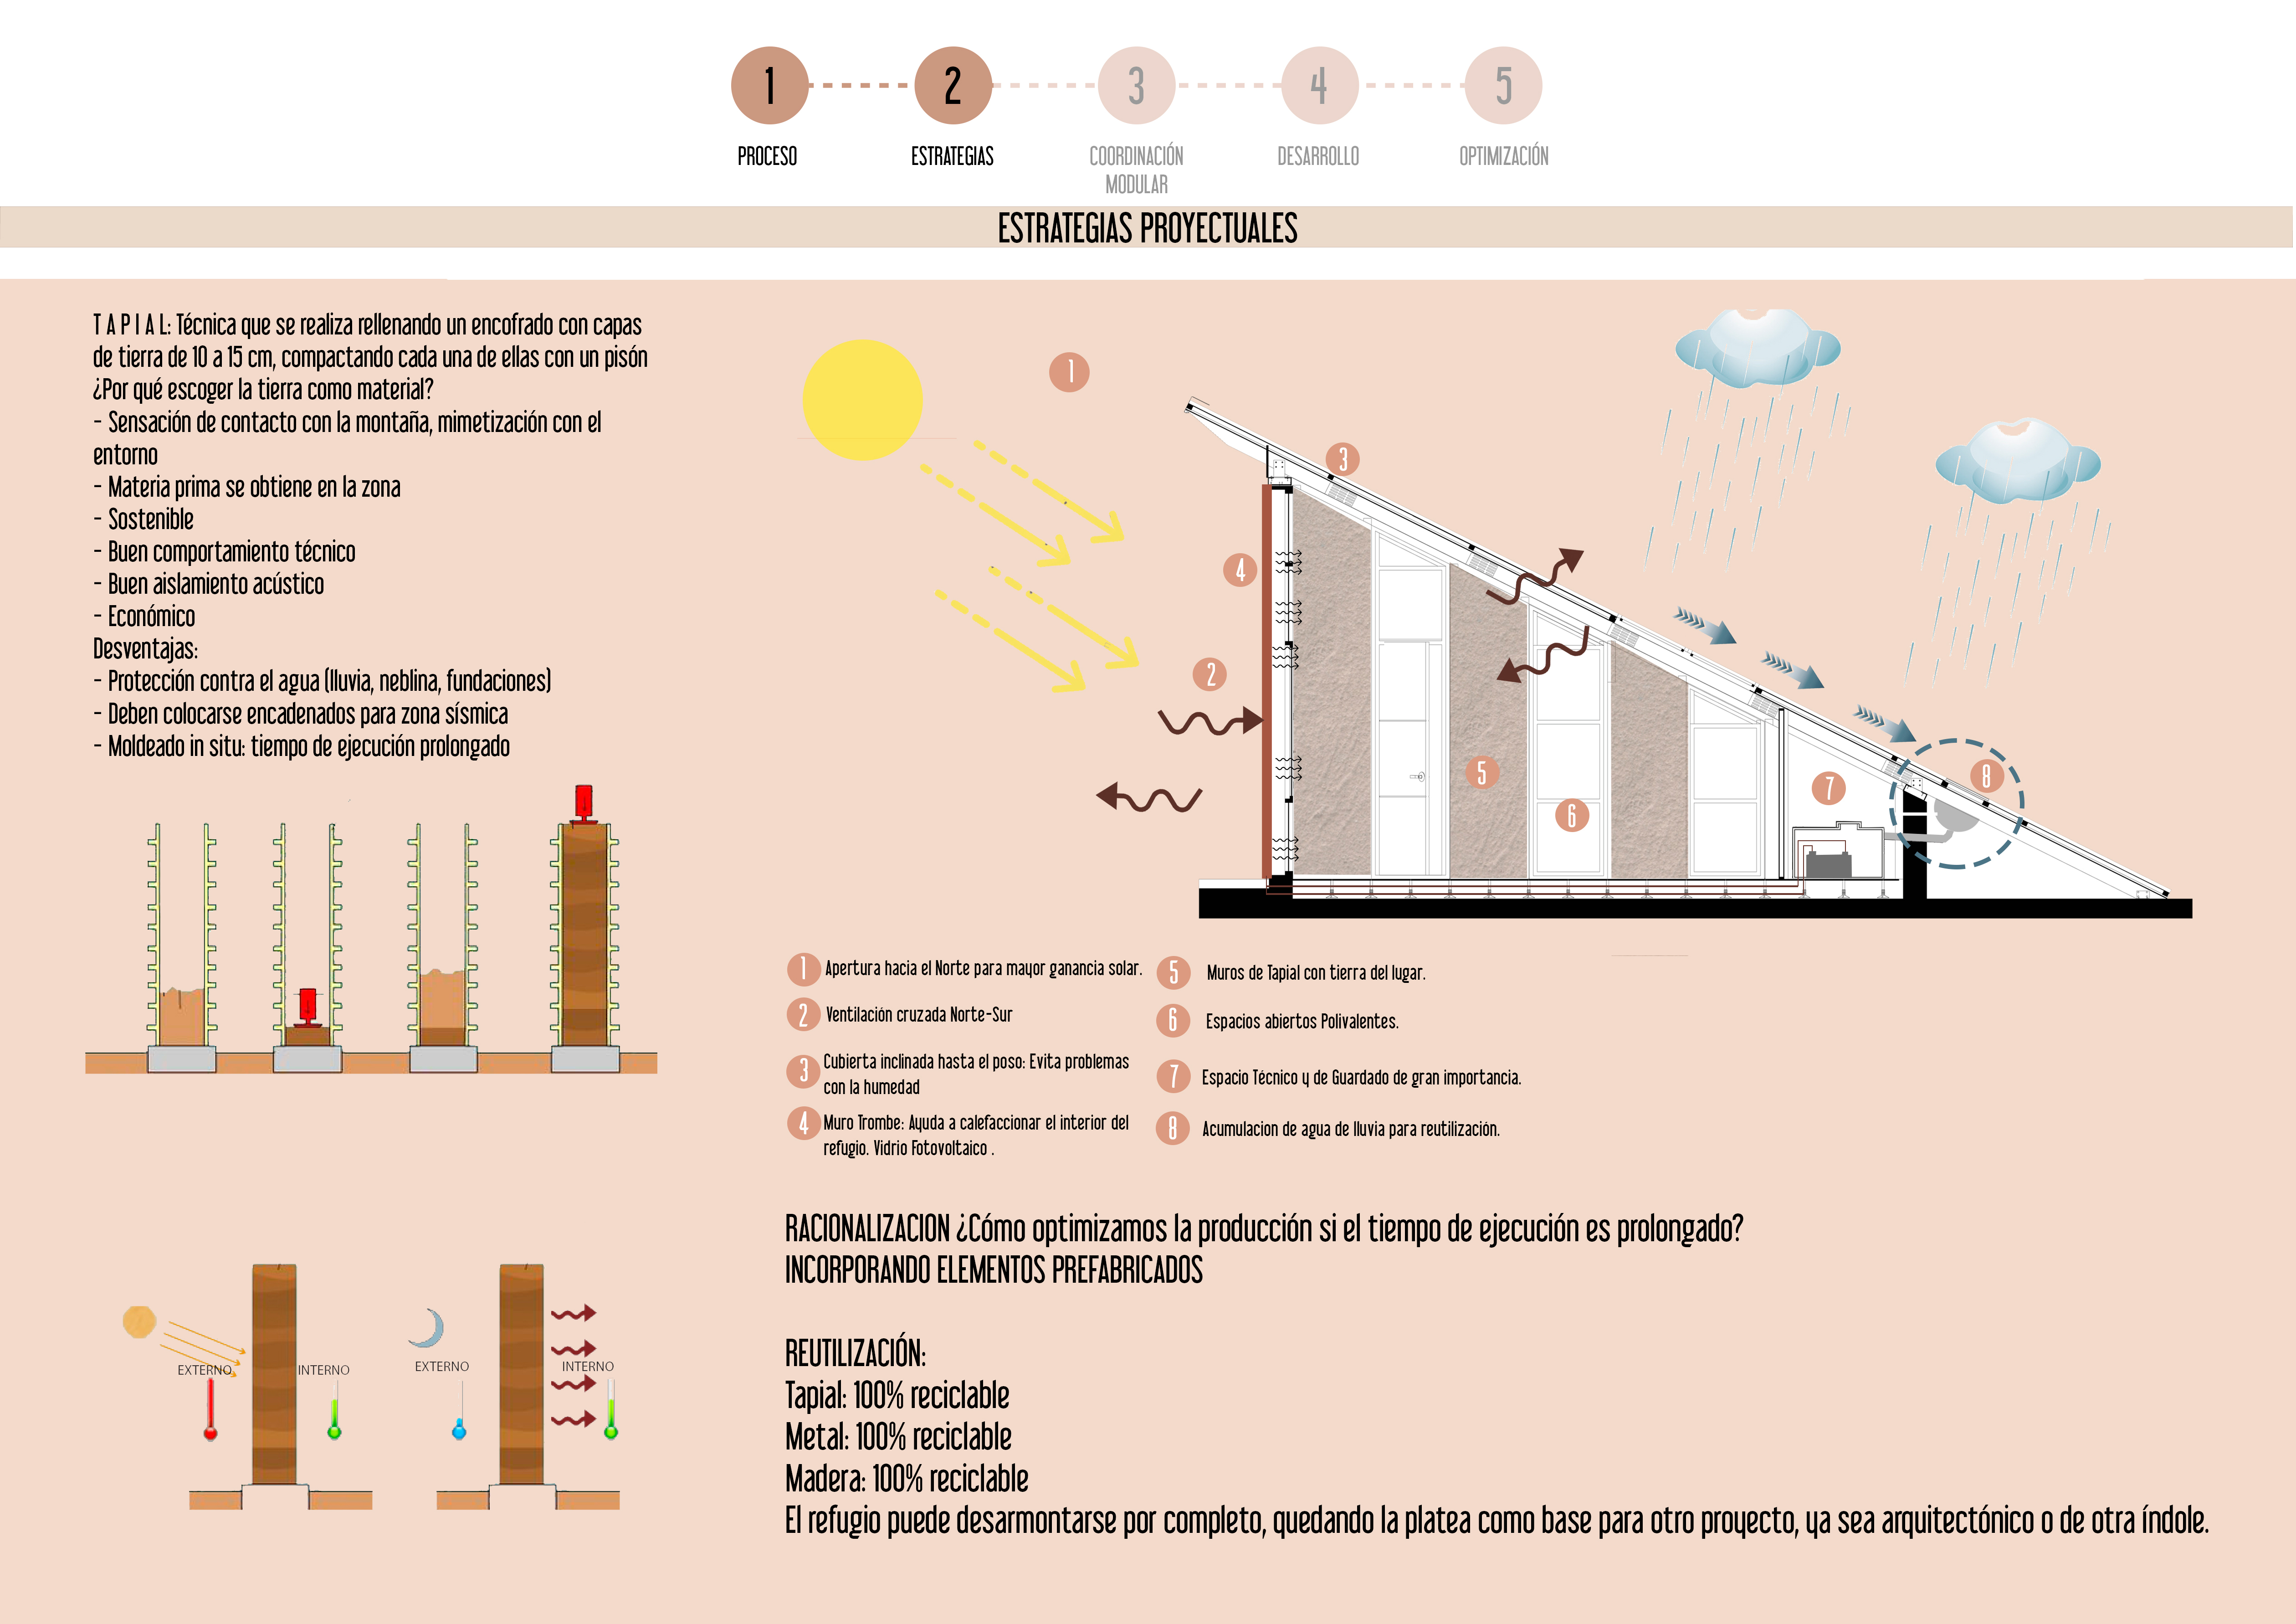 1
2
3
4
5
PROCESO
ESTRATEGIAS
COORDINACIÓN
MODULAR
DESARROLLO
OPTIMIZACIÓN
ESTRATEGIAS PROYECTUALES
T A P I A L: Técnica que se realiza rellenando un encofrado con capas
de tierra de 10 a 15 cm, compactando cada una de ellas con un pisón
¿Por qué escoger la tierra como material?
- Sensación de contacto con la montaña, mimetización con el
entorno
- Materia prima se obtiene en la zona
- Sostenible
- Buen comportamiento técnico
- Buen aislamiento acústico
- Económico
Desventajas:
- Protección contra el agua (lluvia, neblina, fundaciones)
- Deben colocarse encadenados para zona sísmica
- Moldeado in situ: tiempo de ejecución prolongado
1
3
4
2
5
6
7
8
1 Apertura hacia el Norte para mayor ganancia solar.
2 Ventilación cruzada Norte-Sur
3 Cubierta inclinada hasta el poso: Evita problemas
con la humedad
4 Muro Trombe: Ayuda a calefaccionar el interior del
refugio. Vidrio Fotovoltaico .
5 Muros de Tapial con tierra del lugar.
6 Espacios abiertos Polivalentes.
7 Espacio Técnico y de Guardado de gran importancia.
8 Acumulacion de agua de lluvia para reutilización.
EXTERNO
INTERNO
EXTERNO
INTERNO
RACIONALIZACION ¿Cómo optimizamos la producción si el tiempo de ejecución es prolongado?
INCORPORANDO ELEMENTOS PREFABRICADOS
REUTILIZACIÓN:
Tapial: 100% reciclable
Metal: 100% reciclable
Madera: 100% reciclable
El refugio puede desarmontarse por completo, quedando la platea como base para otro proyecto, ya sea arquitectónico o de otra índole.